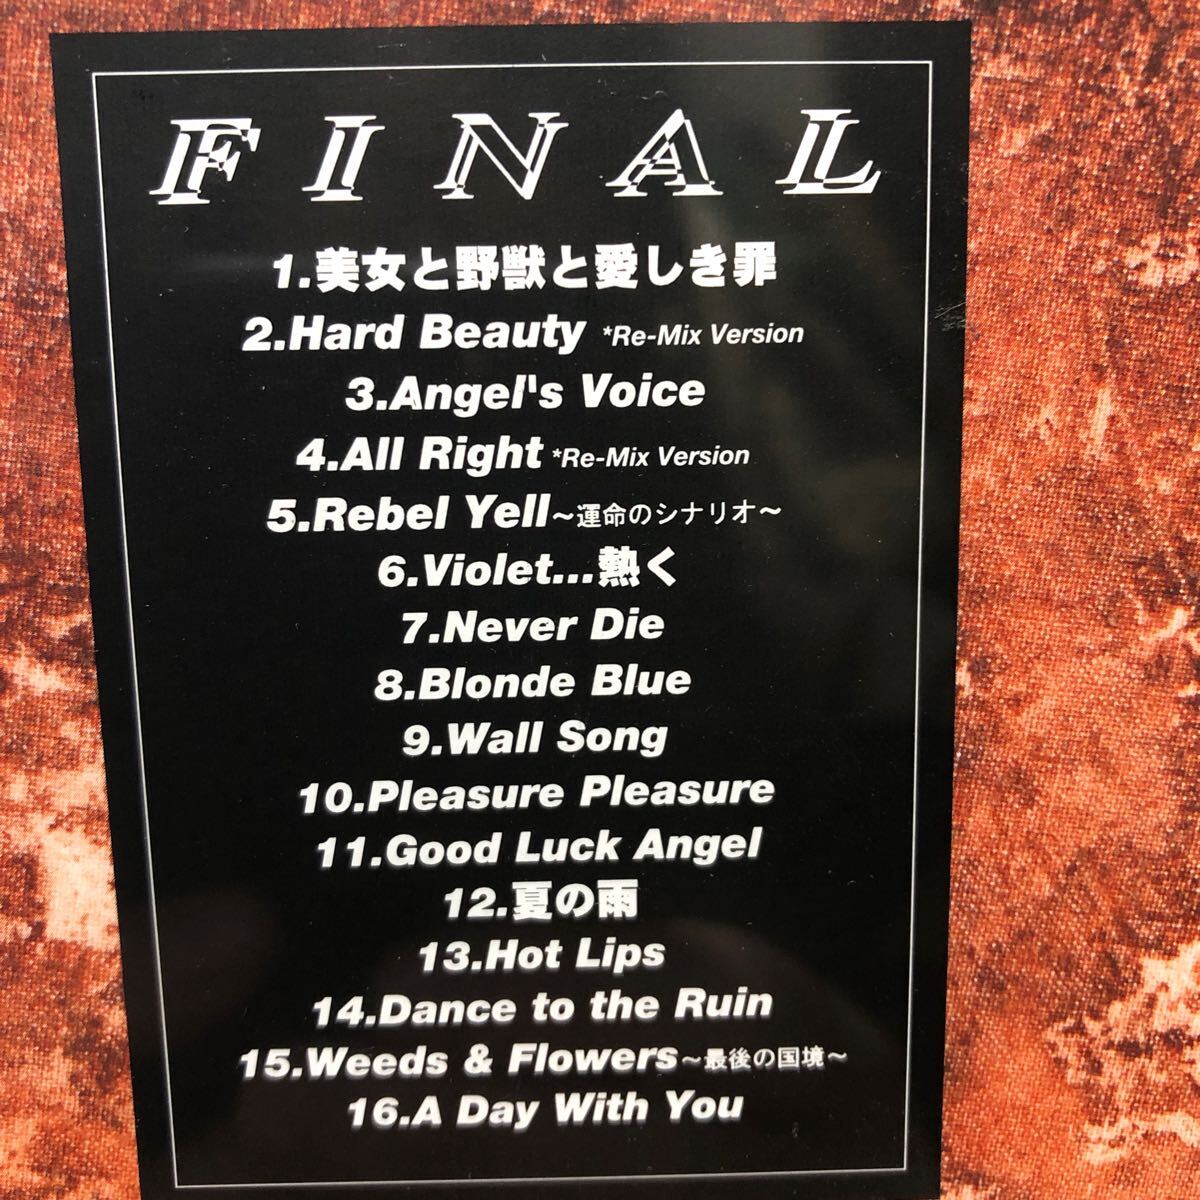 FINAL
1.美女と野獣と愛しき罪
2.Hard Beauty *Re-Mix Version
3.Angel's Voice
4.All Right *Re-Mix Version
5.Rebel Yell～運命のシナリオ～
6.Violet...熱く
7.Never Die
8.Blonde Blue
9.Wall Song
10.Pleasure Pleasure
11.Good Luck Angel
12.夏の雨
13.Hot Lips
14.Dance to the Ruin
15.Weeds & Flowers～最後の国境～
16.A Day With You